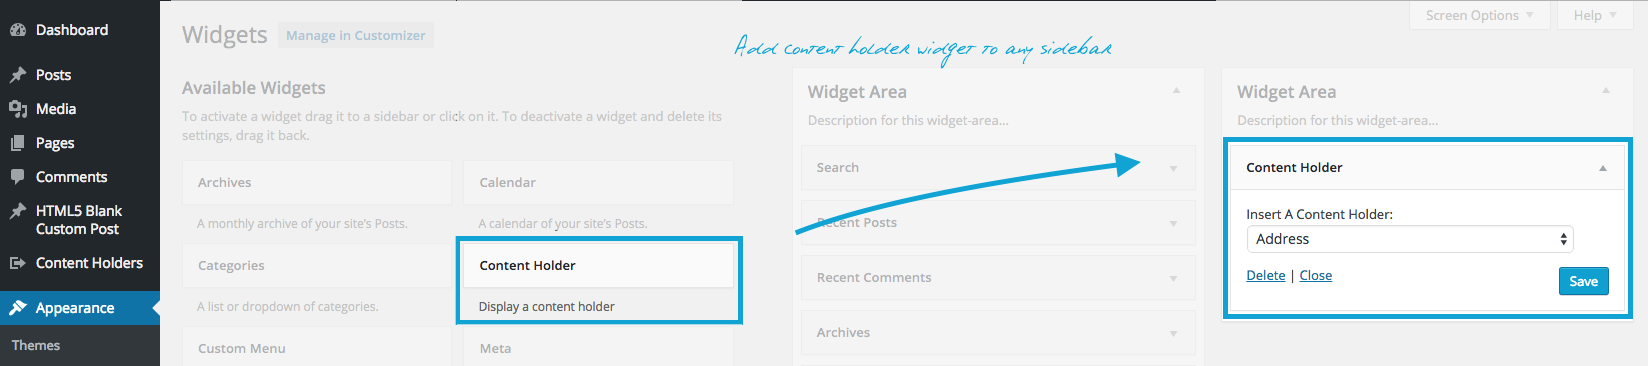 Dashboard
Posts
Media
Pages
Comments
HTML5 Blank
Custom Post
Content Holders
Appearance
Themes
Screen Options
Help
Widgets
Manage in Customizer
Add content holder widget to any sidebar
Available Widgets
To activate a widget drag it to a sidebar or click on it. To deactivate a widget and delete its
settings, drag it back.
Archives
Calendar
A monthly archive of your site's Posts.
A calendar of your site's Posts.
Categories
Content Holder
A list or dropdown of categories.
Display a content holder
Custom Menu
Meta
Widget Area
Description for this widget-area...
Search
Recent Posts
Recent Comments
Archives
Widget Area
Description for this widget-area...
Content Holder
Insert A Content Holder:
Address
Delete | Close
Save